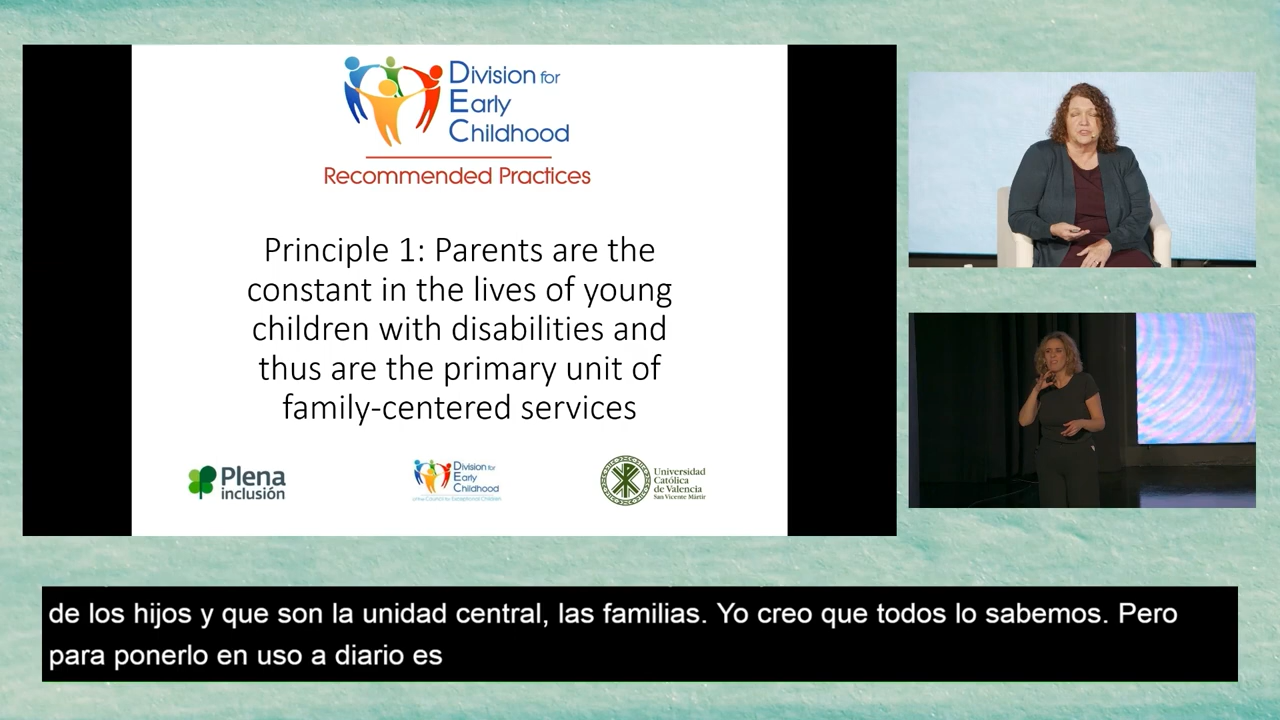 Division for
Early
Childhood
Recommended Practices
Principle 1: Parents are the
constant in the lives of young
children with disabilities and
thus are the primary unit of
family-centered services
Plena
inclusión
Division for
Early
Childhood
Universidad
Católica
de Valencia
San Vicente Mártir
de los hijos y que son la unidad central, las familias. Yo creo que todos lo sabemos. Pero
para ponerlo en uso a diario es